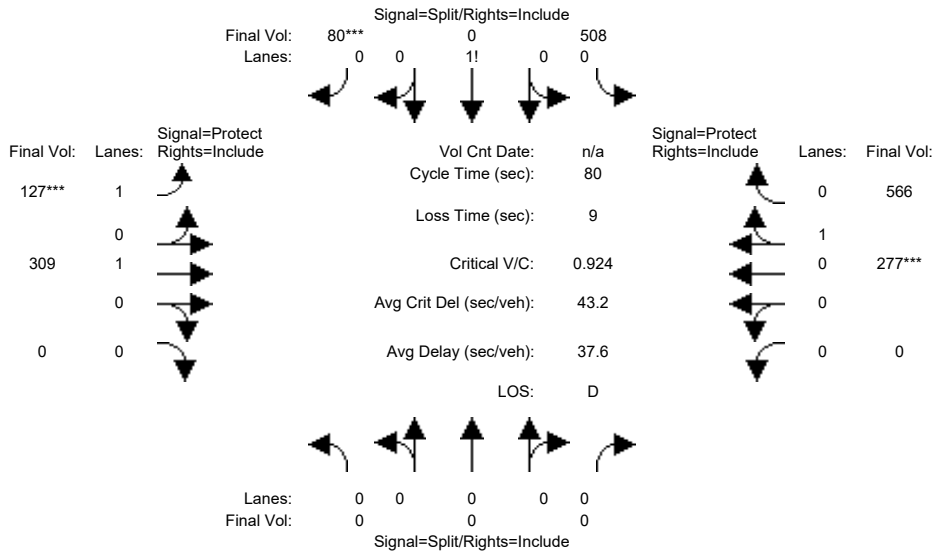 Signal=Split/Rights=Include
Final Vol: 80*** 0 508
Lanes: 0 0 1! 0 0
Signal=Protect
Final Vol: Lanes: Rights=Include
Vol Cnt Date: n/a
Signal=Protect
Rights=Include Lanes: Final Vol:
Cycle Time (sec): 80
127*** 1
0 566
Loss Time (sec): 9
0
1
309 1
Critical V/C: 0.924
0 277***
0
Avg Crit Del (sec/veh): 43.2
0
0 0
Avg Delay (sec/veh): 37.6
0 0
LOS: D
Lanes: 0 0 0 0 0
Final Vol: 0 0 0
Signal=Split/Rights=Include